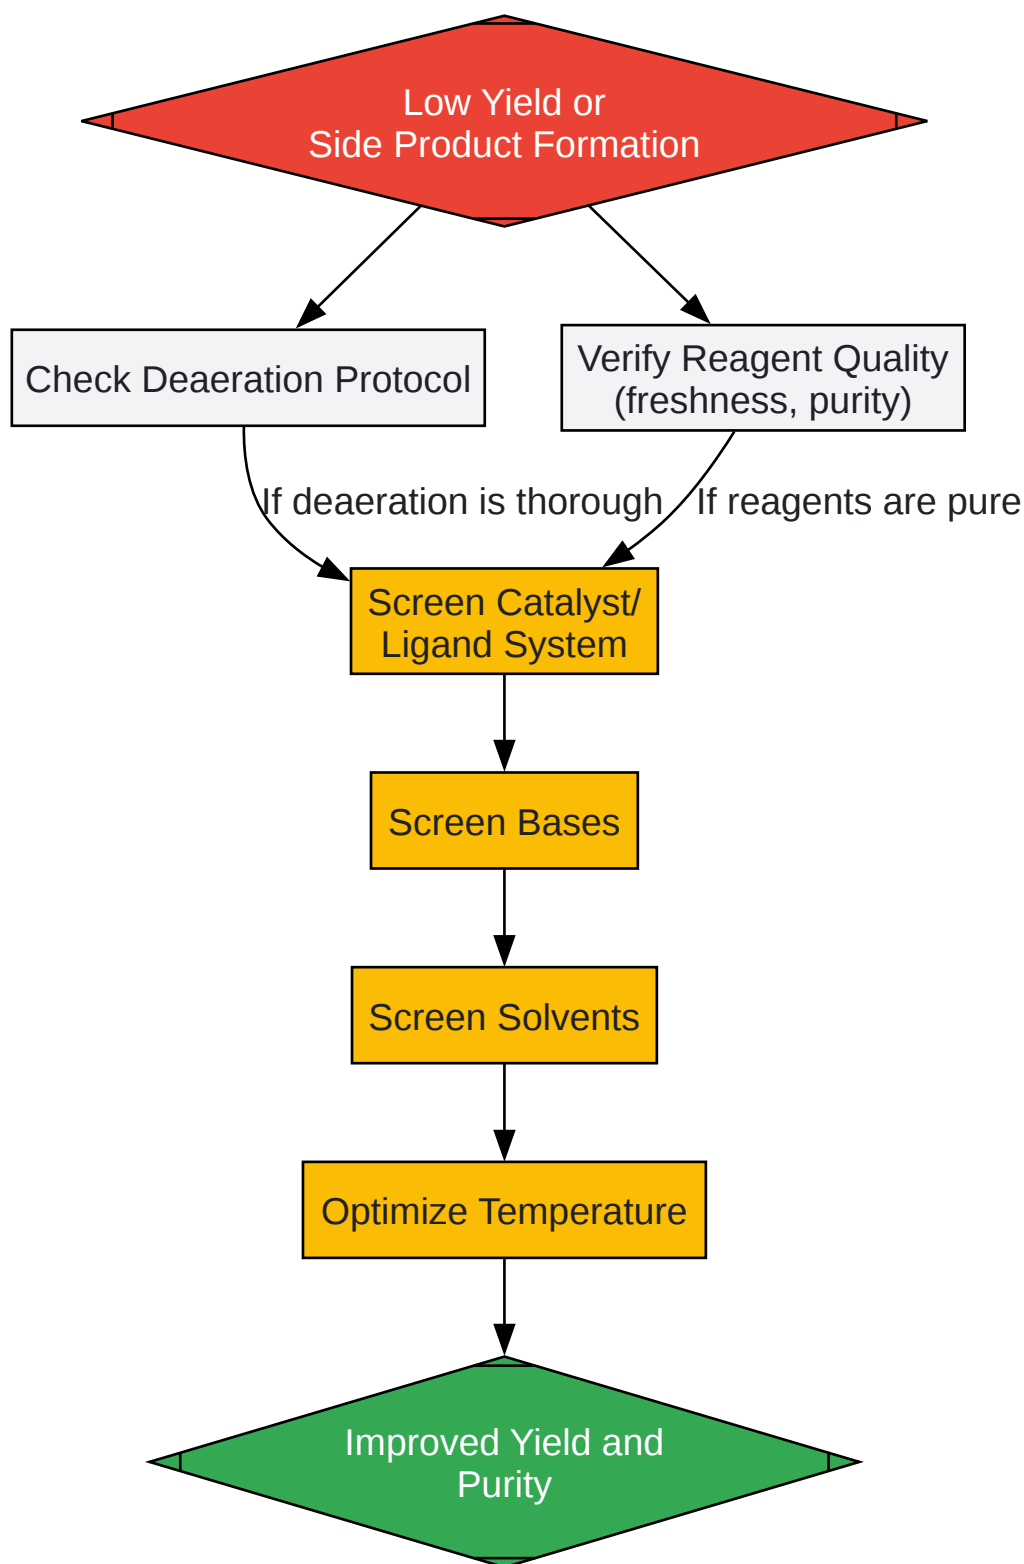 Low Yield or
Side Product Formation
Check Deaeration Protocol
Verify Reagent Quality
(freshness, purity)
If deaeration is thorough
If reagents are pure
Screen Catalyst/
Ligand System
Screen Bases
Screen Solvents
Optimize Temperature
Improved Yield and
Purity